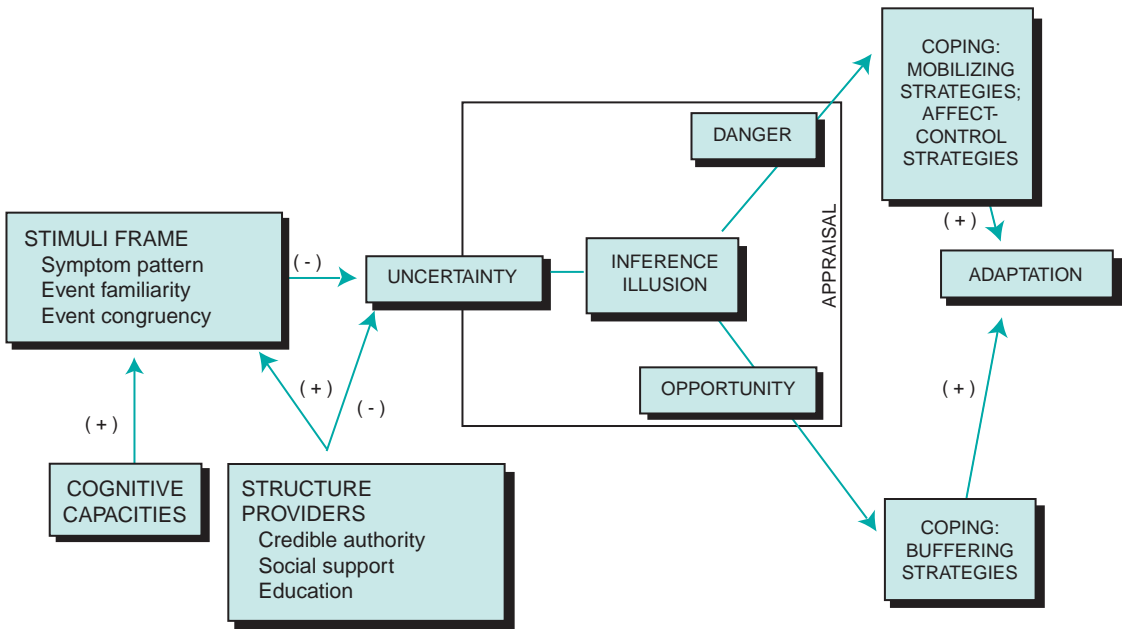 STIMULI FRAME
Symptom pattern
Event familiarity
Event congruency
( + )
COGNITIVE
CAPACITIES
STRUCTURE
PROVIDERS
Credible authority
Social support
Education
( + )
( - )
( - )
UNCERTAINTY
INFERENCE
ILLUSION
DANGER
OPPORTUNITY
APPRAISAL
COPING:
MOBILIZING
STRATEGIES;
AFFECT-
CONTROL
STRATEGIES
( + )
ADAPTATION
( + )
COPING:
BUFFERING
STRATEGIES